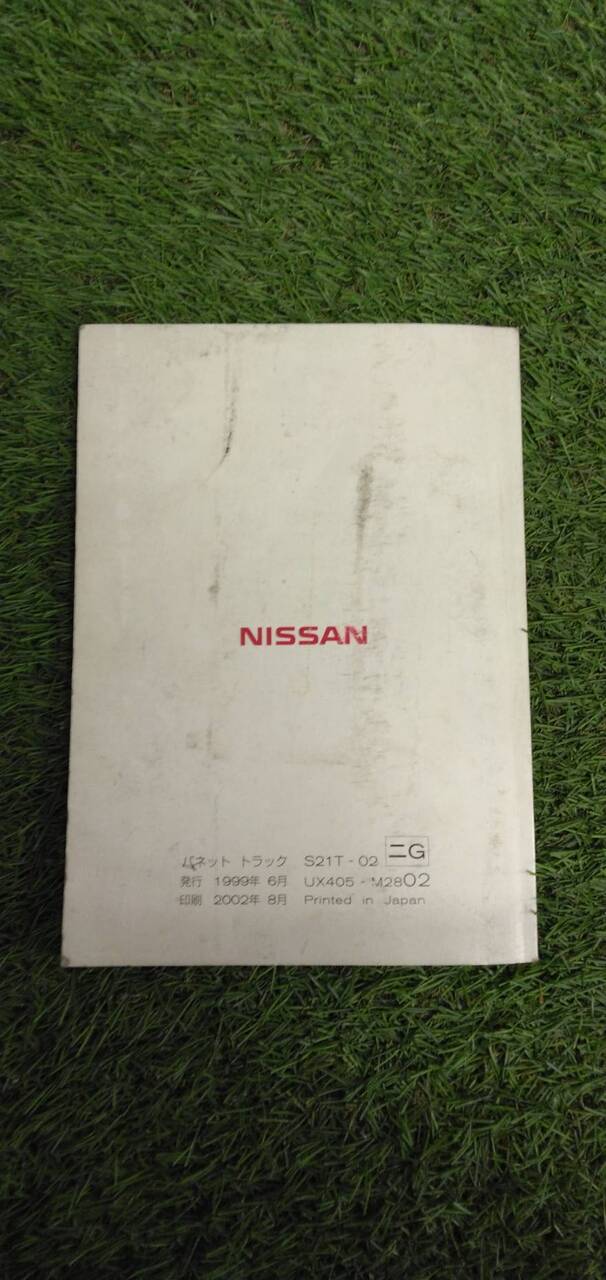 NISSAN
バネット トラック S21T-02 ニG
発行 1999年 6月 UX405-M2802
印刷 2002年 8月 Printed in Japan